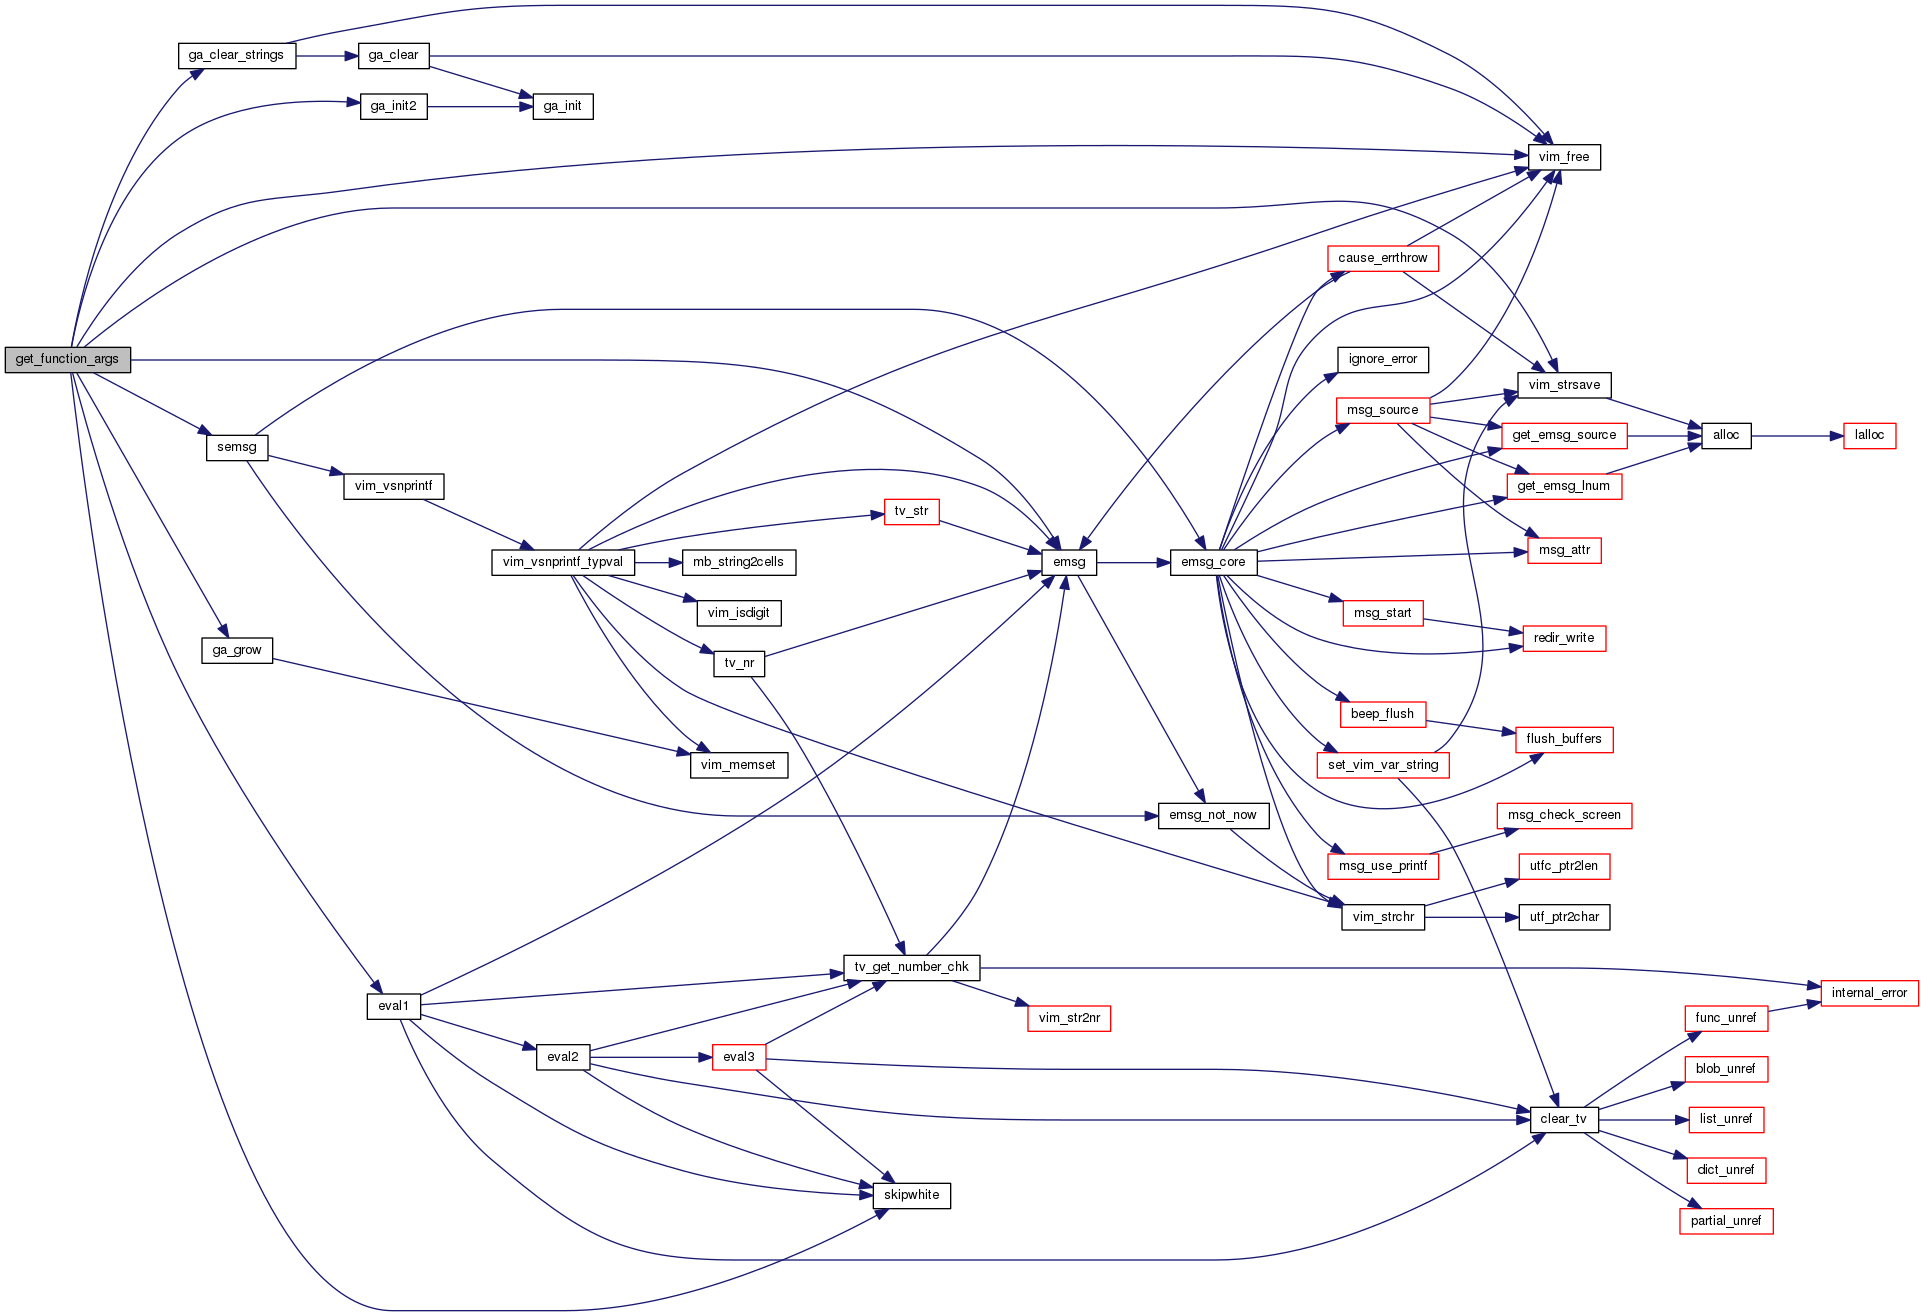 ga_clear_strings
ga_clear
ga_init2
ga_init
vim_free
cause_errthrow
get_function_args
ignore_error
vim_strsave
msg_source
semsg
get_emsg_source
alloc
lalloc
vim_vsnprintf
get_emsg_lnum
tv_str
vim_vsnprintf_typval
mb_string2cells
emsg
emsg_core
msg_attr
vim_isdigit
msg_start
ga_grow
tv_nr
redir_write
beep_flush
flush_buffers
vim_memset
set_vim_var_string
emsg_not_now
msg_check_screen
msg_use_printf
utfc_ptr2len
vim_strchr
utf_ptr2char
tv_get_number_chk
eval1
internal_error
vim_str2nr
func_unref
eval2
eval3
blob_unref
clear_tv
list_unref
dict_unref
skipwhite
partial_unref